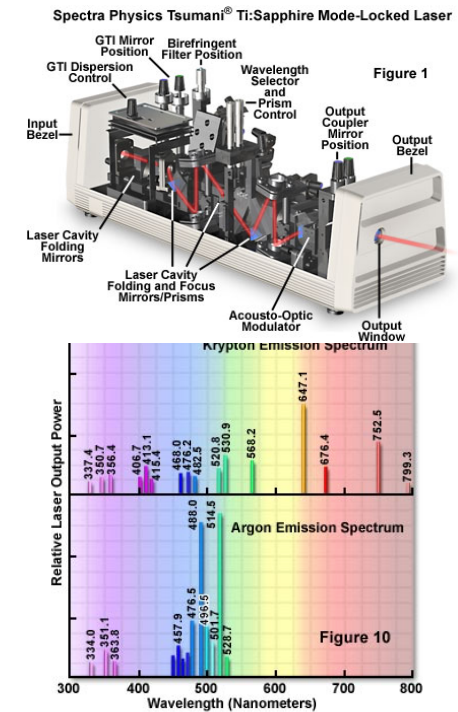 Spectra Physics Tsumani® Ti:Sapphire Mode-Locked Laser
GTI Mirror
Position
Birefringent
Filter Position
GTI Dispersion
Control
Wavelength
Selector
and
Prism
Control
Figure 1
Input
Bezel
Output
Coupler
Mirror
Position
Output
Bezel
Laser Cavity
Folding
Mirrors
Laser Cavity
Folding and Focus
Mirrors/Prisms
Acousto-Optic
Modulator
Output
Window
Krypton Emission Spectrum
Relative Laser Output Power
337.4
350.7
356.4
406.7
413.1
415.4
468.0
476.2
482.5
520.8
530.9
568.2
647.1
676.4
752.5
799.3
Argon Emission Spectrum
334.0
351.1
363.8
457.9
476.5
488.0
496.5
501.7
514.5
528.7
Figure 10
300 400 500 600 700 800
Wavelength (Nanometers)